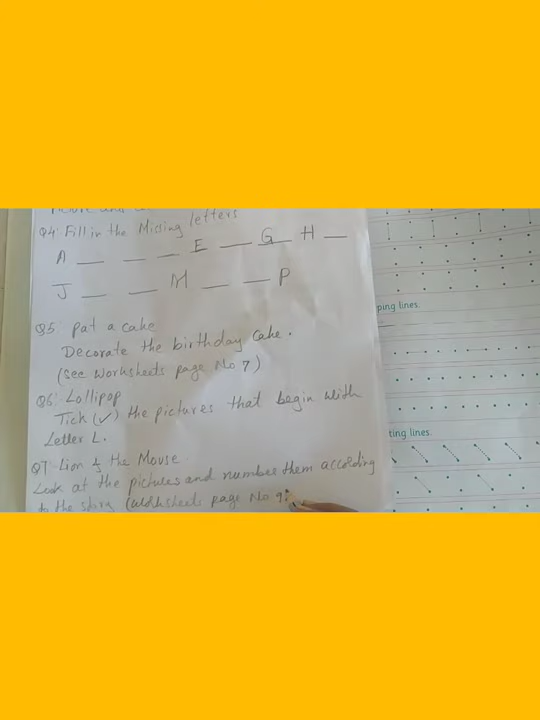 Q4: Fill in the Missing letters
A __ __ __ E __ G __ H __
J __ __ M __ __ P
Q5: pat a cake
Decorate the birthday cake.
(see worksheets page No 7)
Q6: Lollipop
Tick (✓) the pictures that begin with
Letter L.
Q7 Lion & the Mouse
Look at the pictures and number them according
to the story (worksheets page No 9
ping lines.
ting lines.